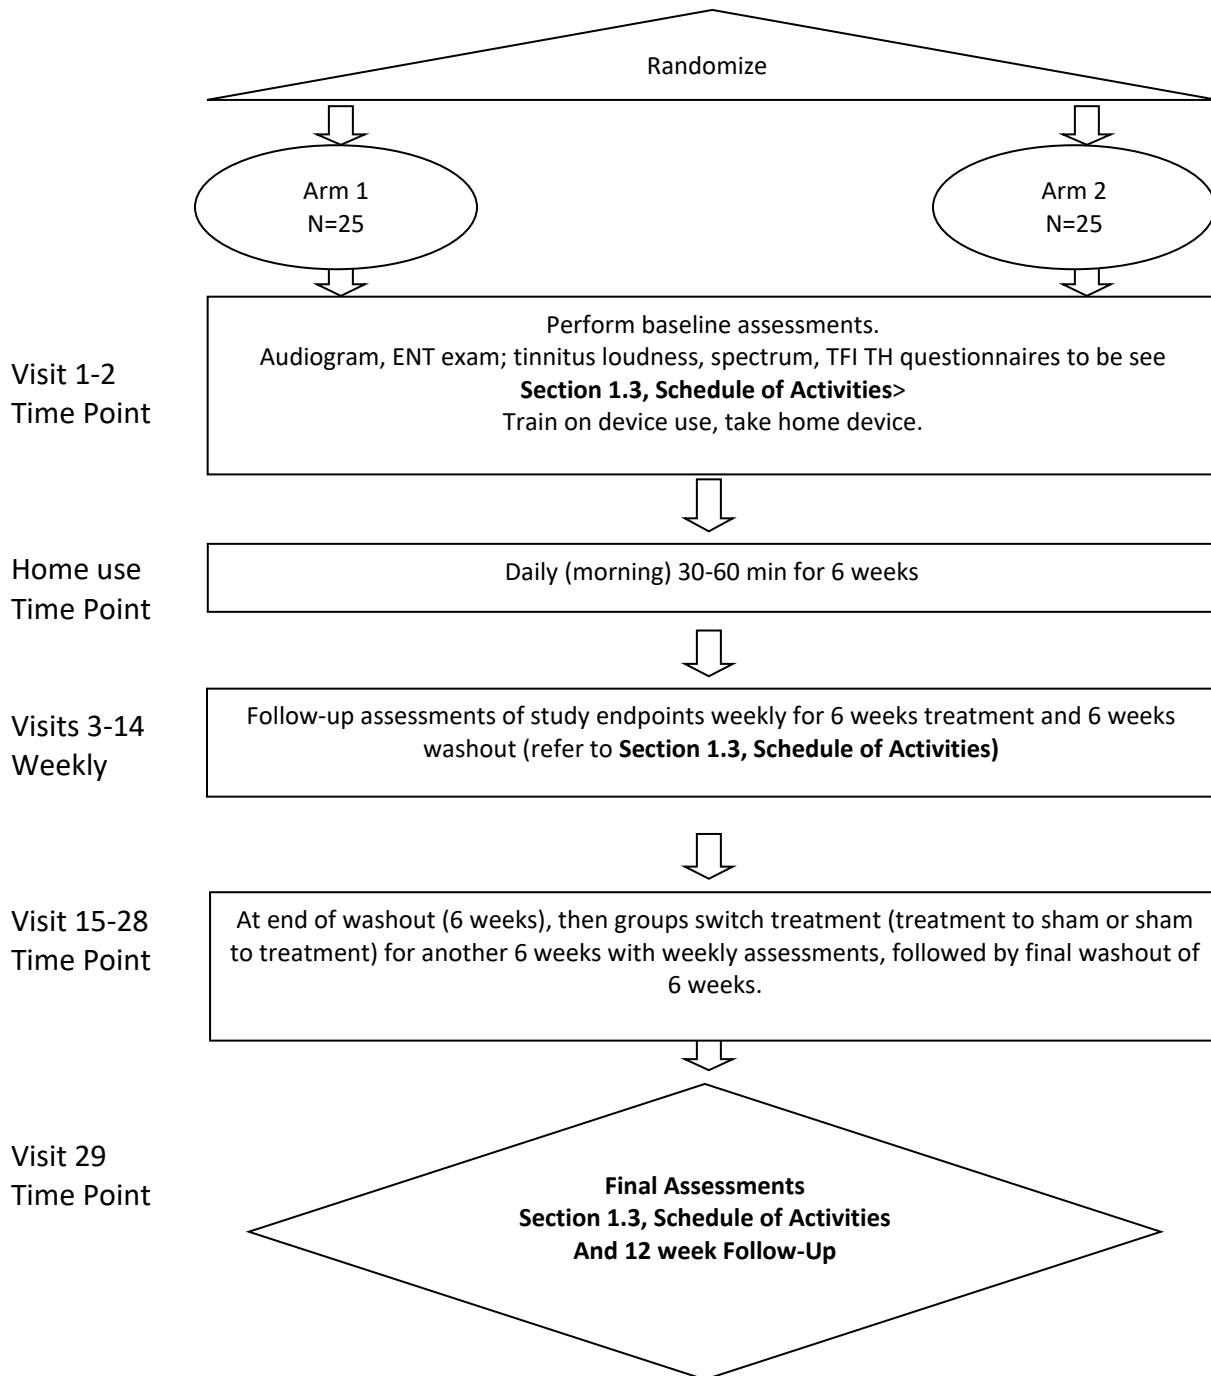 Randomize
Arm 1
N=25
Arm 2
N=25
Visit 1-2
Time Point
Perform baseline assessments.
Audiogram, ENT exam; tinnitus loudness, spectrum, TFI TH questionnaires to be see
Section 1.3, Schedule of Activities>
Train on device use, take home device.
Home use
Time Point
Daily (morning) 30-60 min for 6 weeks
Visits 3-14
Weekly
Follow-up assessments of study endpoints weekly for 6 weeks treatment and 6 weeks
washout (refer to Section 1.3, Schedule of Activities)
Visit 15-28
Time Point
At end of washout (6 weeks), then groups switch treatment (treatment to sham or sham
to treatment) for another 6 weeks with weekly assessments, followed by final washout of
6 weeks.
Visit 29
Time Point
Final Assessments
Section 1.3, Schedule of Activities
And 12 week Follow-Up